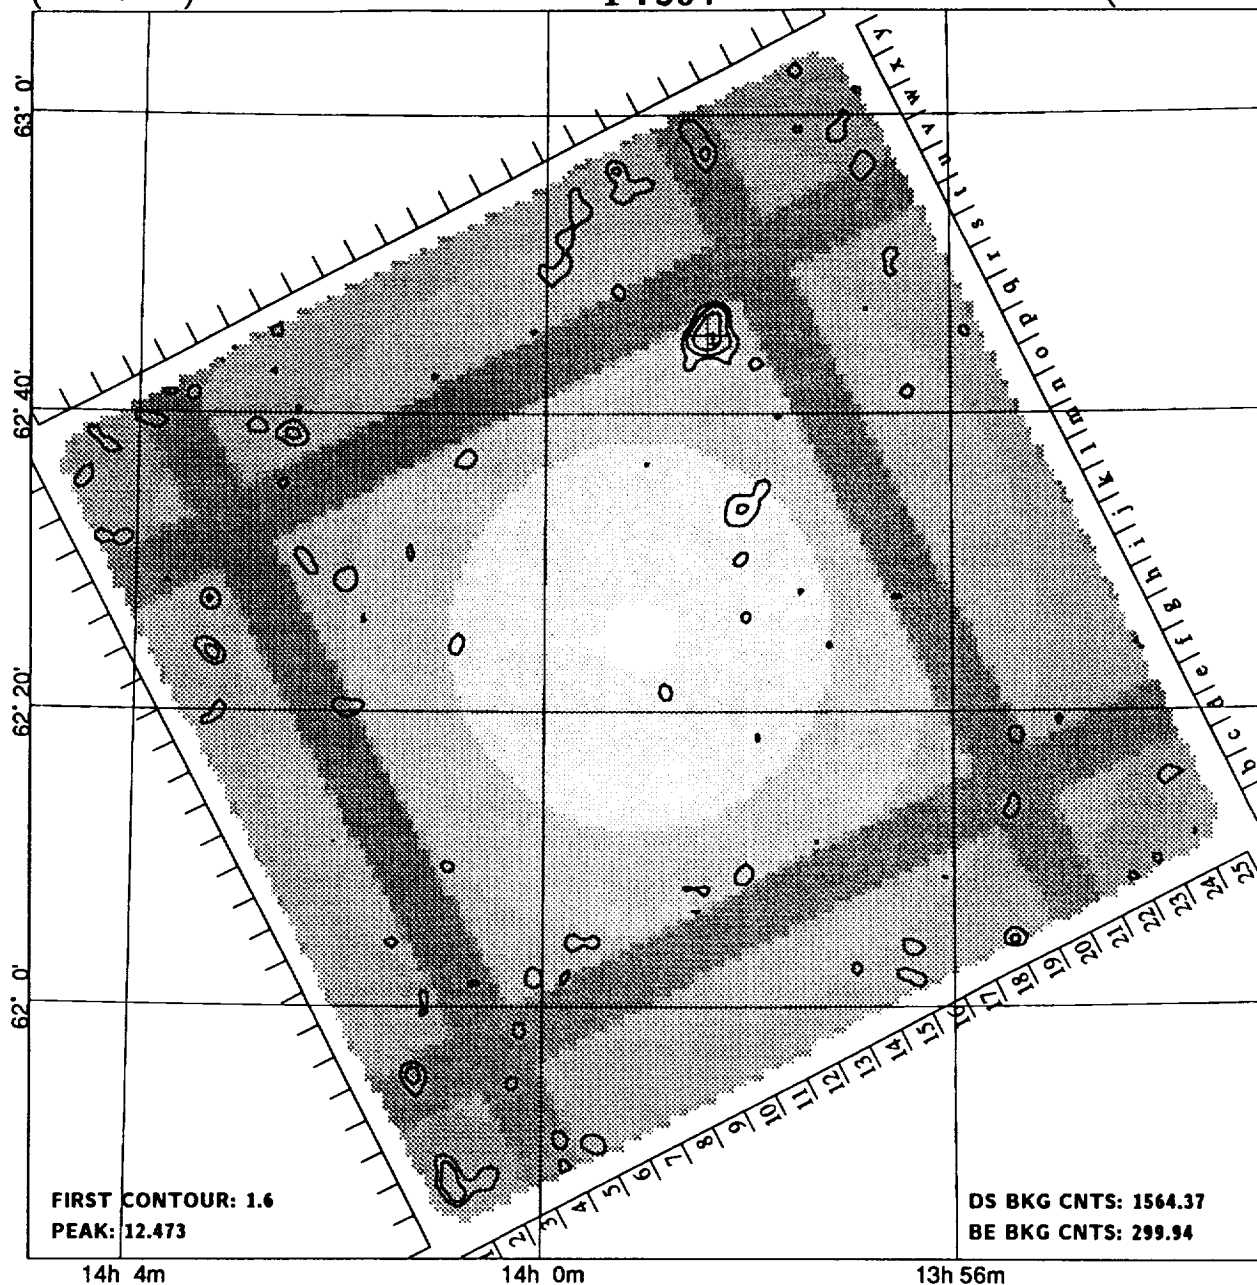 63° 0'
62° 40'
62° 20'
62° 0'
y|x|w|v|u|t|s|r|q|p|o|n|m|l|k|j|i|h|g|f|e|d|c|b
1|2|3|4|5|6|7|8|9|10|11|12|13|14|15|16|17|18|19|20|21|22|23|24|25
FIRST CONTOUR: 1.6
PEAK: 12.473
DS BKG CNTS: 1564.37
BE BKG CNTS: 299.94
14h 4m
14h 0m
13h 56m